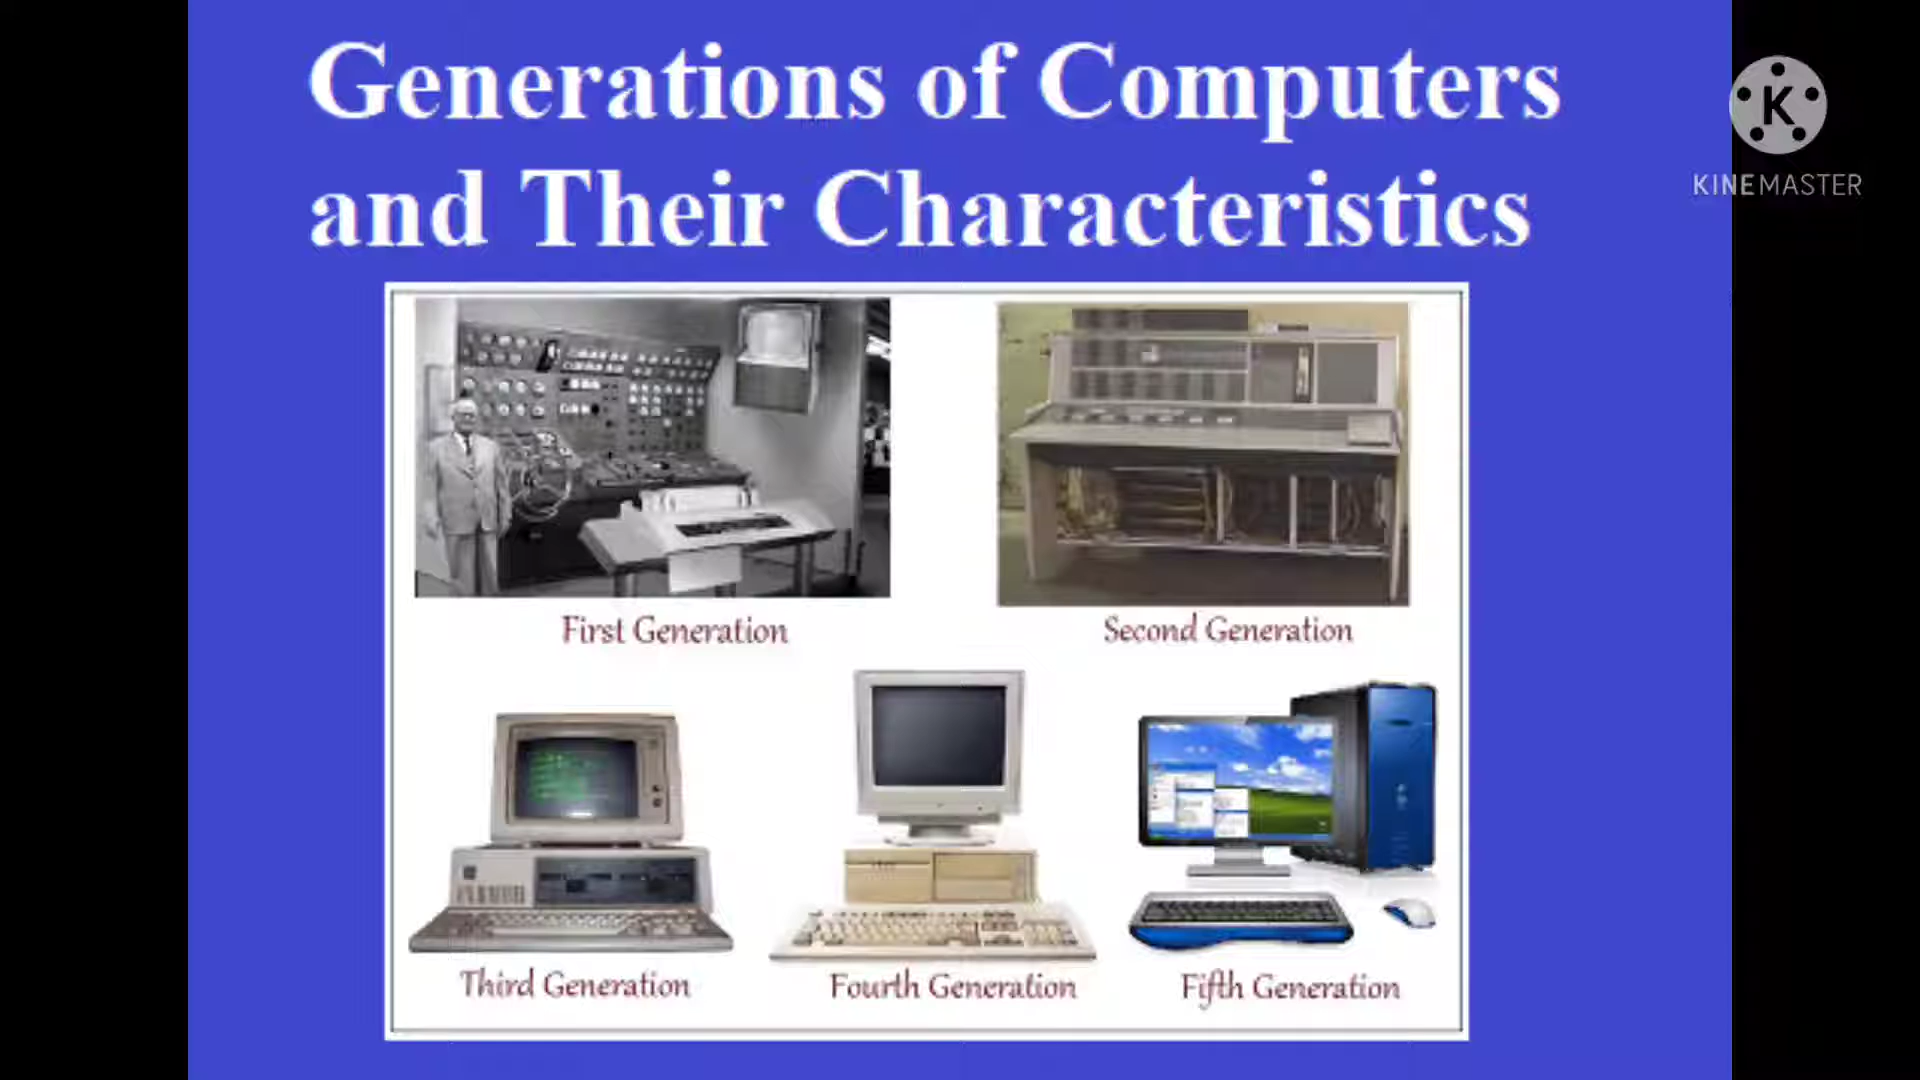 Generations of Computers
and Their Characteristics
K
KINEMASTER
First Generation
Second Generation
Third Generation
Fourth Generation
Fifth Generation